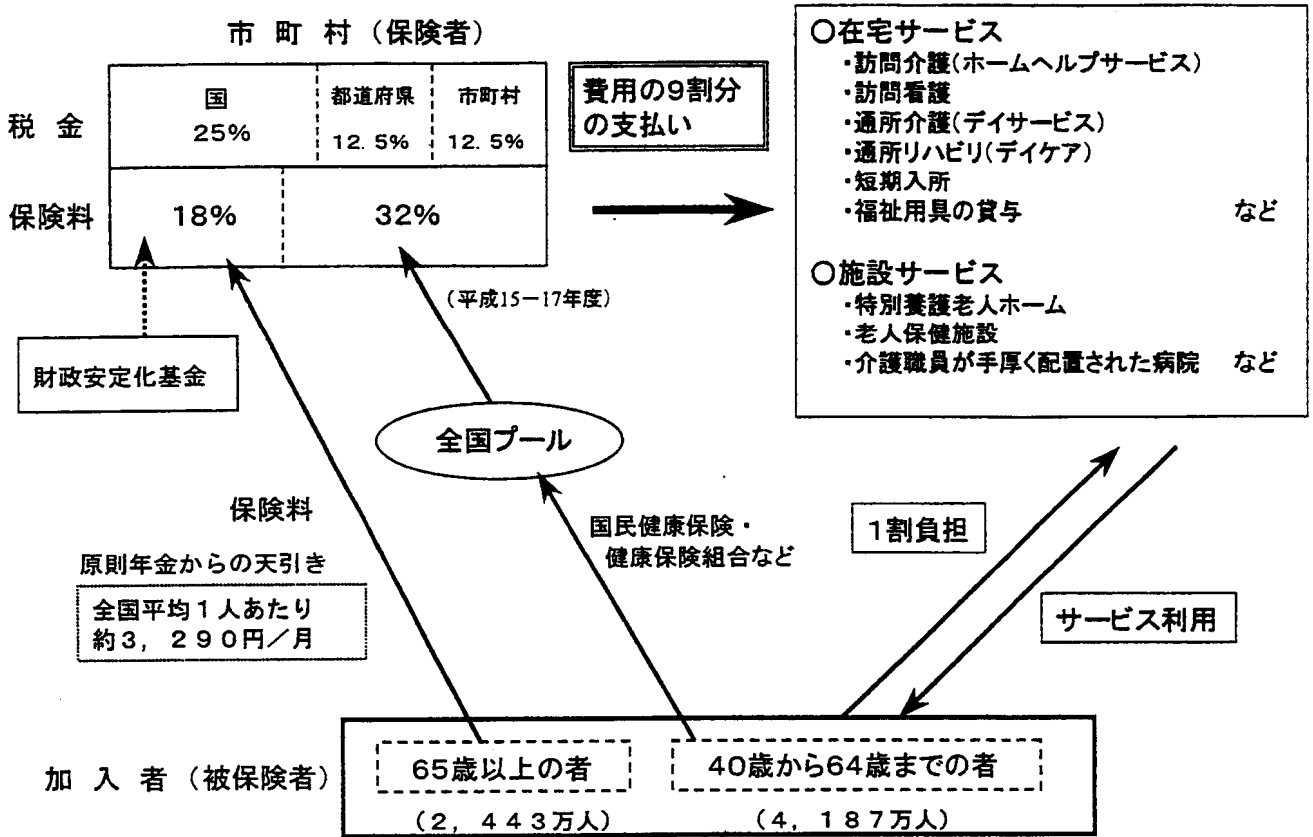 市 町 村 (保険者)
税 金
国
25%
都道府県
12. 5%
市町村
12. 5%
保険料
18%
32%
費用の9割分
の支払い
○在宅サービス
・訪問介護(ホームヘルプサービス)
・訪問看護
・通所介護(デイサービス)
・通所リハビリ(デイケア)
・短期入所
・福祉用具の貸与 など
○施設サービス
・特別養護老人ホーム
・老人保健施設
・介護職員が手厚く配置された病院 など
(平成15-17年度)
財政安定化基金
全国プール
保険料
原則年金からの天引き
全国平均1人あたり
約3, 290円/月
国民健康保険・
健康保険組合など
1割負担
サービス利用
加 入 者 (被保険者)
65歳以上の者
(2, 443万人)
40歳から64歳までの者
(4, 187万人)